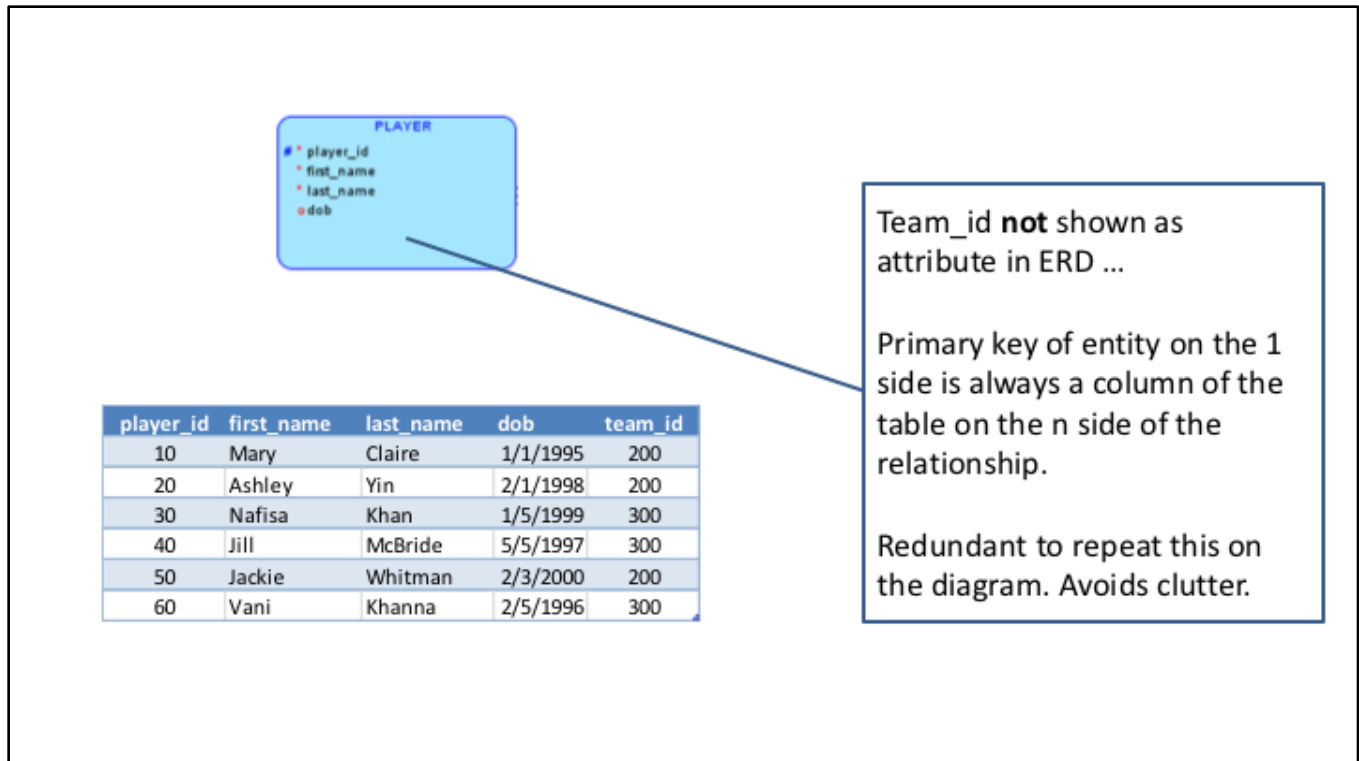 PLAYER
# * player_id
* first_name
* last_name
o dob
Team_id not shown as
attribute in ERD ...
Primary key of entity on the 1
side is always a column of the
table on the n side of the
relationship.
Redundant to repeat this on
the diagram. Avoids clutter.
player_id first_name last_name dob team_id
10 Mary Claire 1/1/1995 200
20 Ashley Yin 2/1/1998 200
30 Nafisa Khan 1/5/1999 300
40 Jill McBride 5/5/1997 300
50 Jackie Whitman 2/3/2000 200
60 Vani Khanna 2/5/1996 300